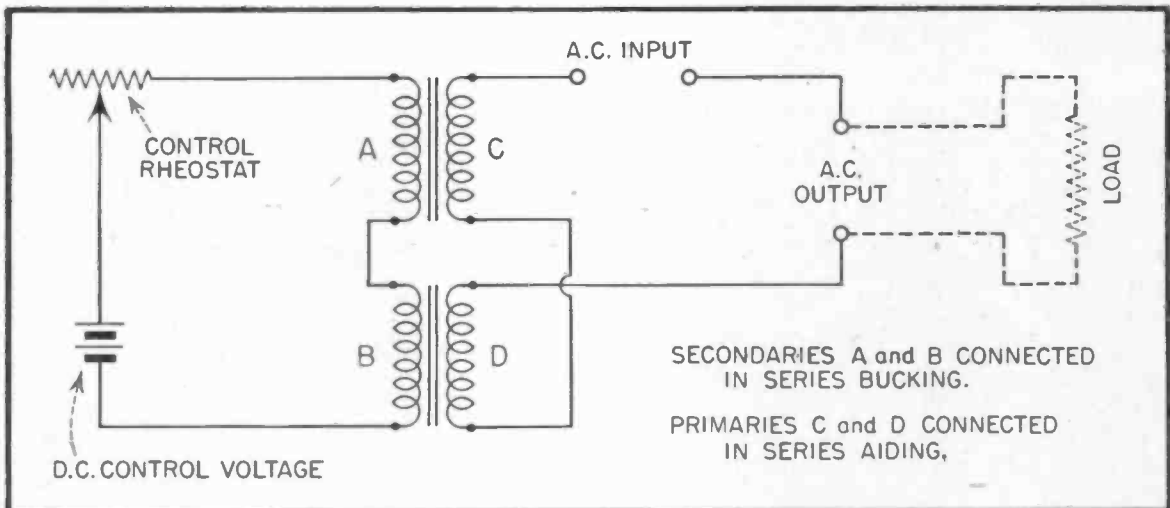 A.C. INPUT
CONTROL
RHEOSTAT
A
C
A.C.
OUTPUT
LOAD
B
D
D.C. CONTROL VOLTAGE
SECONDARIES A and B CONNECTED
IN SERIES BUCKING.
PRIMARIES C and D CONNECTED
IN SERIES AIDING,